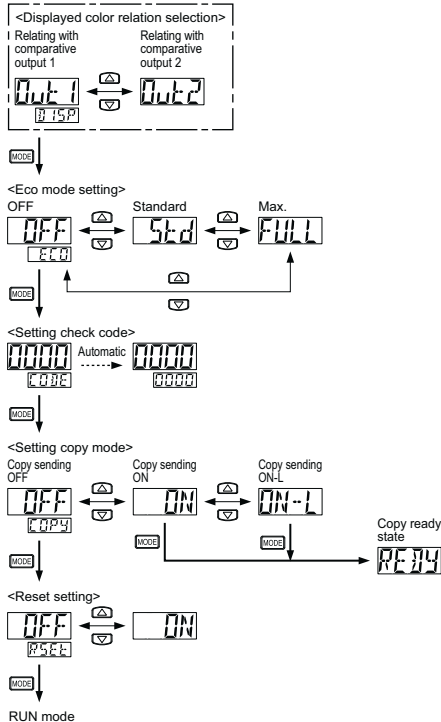 <Displayed color relation selection>
Relating with comparative output 1
Relating with comparative output 2
Out1
Out2
DISP
MODE
<Eco mode setting>
OFF
Standard
Max.
OFF
Std
FULL
ECO
MODE
<Setting check code>
0000
Automatic
0000
CODE
0000
MODE
<Setting copy mode>
Copy sending OFF
Copy sending ON
Copy sending ON-L
OFF
ON
ON-L
COPY
MODE
MODE
Copy ready state
REDY
MODE
<Reset setting>
OFF
ON
RSEt
MODE
RUN mode